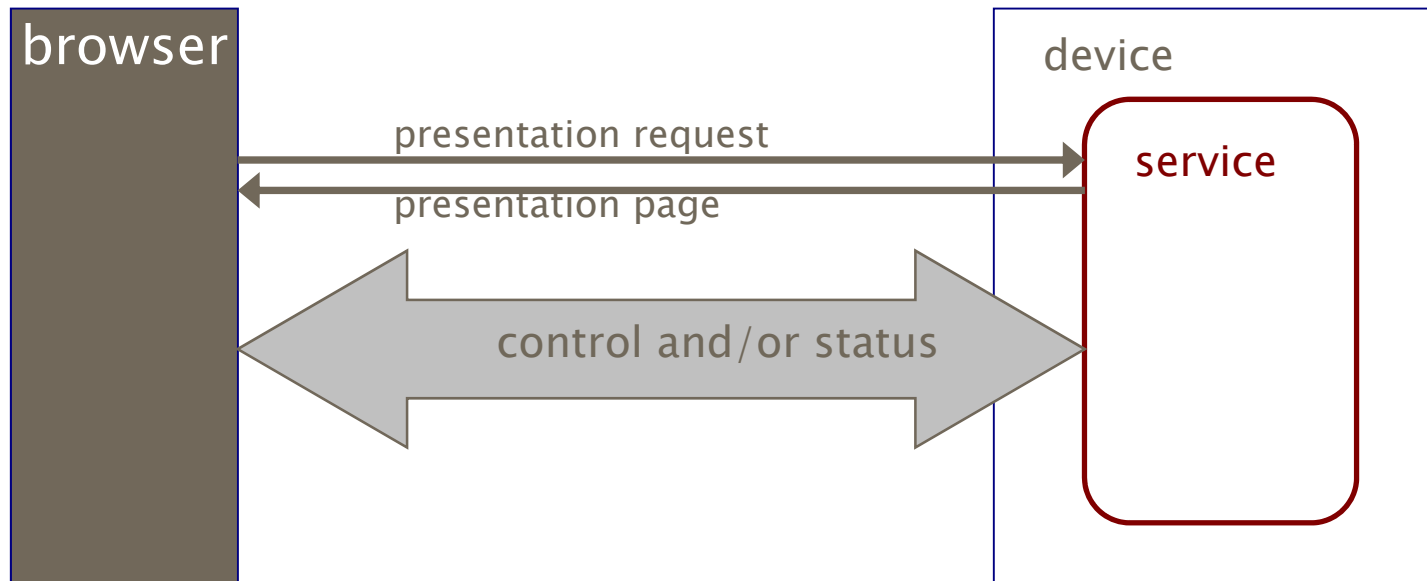 browser
device
presentation request
service
presentation page
control and/or status